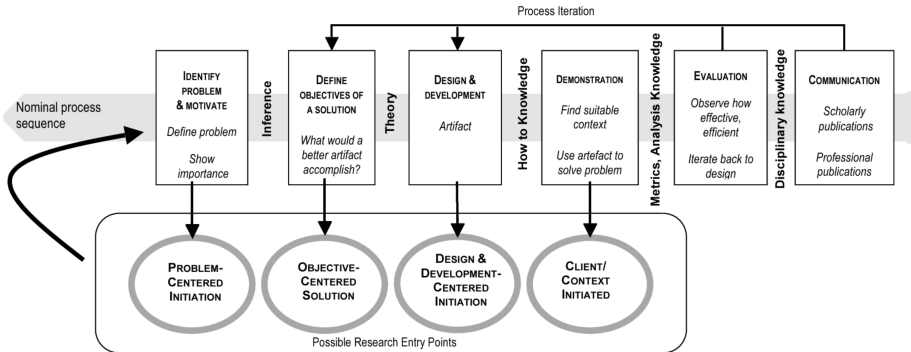 Process Iteration
Nominal process
sequence
IDENTIFY
PROBLEM
& MOTIVATE
Define problem
Show
importance
Inference
DEFINE
OBJECTIVES OF
A SOLUTION
What would a
better artifact
accomplish?
Theory
DESIGN &
DEVELOPMENT
Artifact
How to Knowledge
DEMONSTRATION
Find suitable
context
Use artefact to
solve problem
Metrics, Analysis Knowledge
EVALUATION
Observe how
effective,
efficient
Iterate back to
design
Disciplinary knowledge
COMMUNICATION
Scholarly
publications
Professional
publications
PROBLEM-
CENTERED
INITIATION
OBJECTIVE-
CENTERED
SOLUTION
DESIGN &
DEVELOPMENT-
CENTERED
INITIATION
CLIENT/
CONTEXT
INITIATED
Possible Research Entry Points